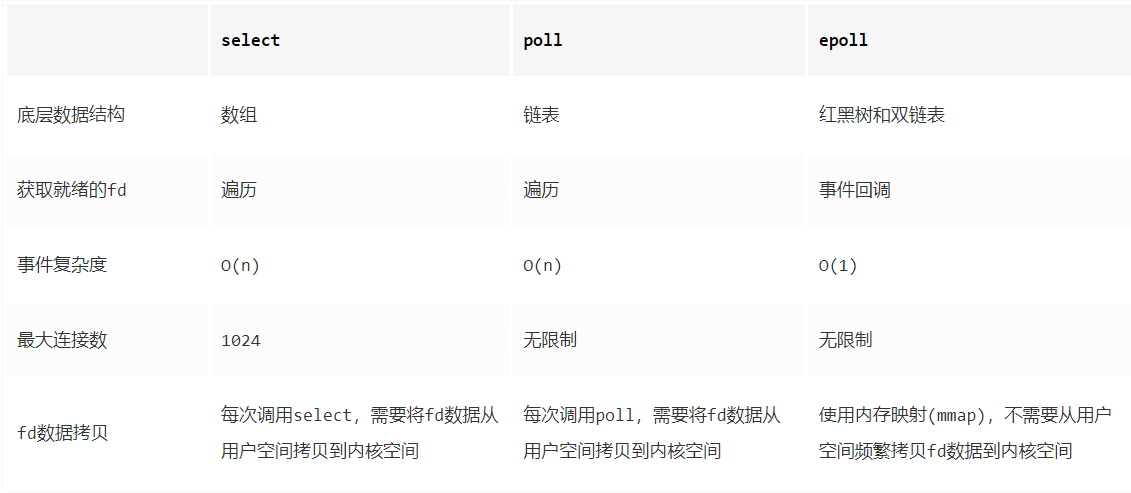 select poll epoll
底层数据结构 数组 链表 红黑树和双链表
获取就绪的fd 遍历 遍历 事件回调
事件复杂度 O(n) O(n) O(1)
最大连接数 1024 无限制 无限制
fd数据拷贝
每次调用select，需要将fd数据从
用户空间拷贝到内核空间
每次调用poll，需要将fd数据从
用户空间拷贝到内核空间
使用内存映射(mmap)，不需要从用户
空间频繁拷贝fd数据到内核空间